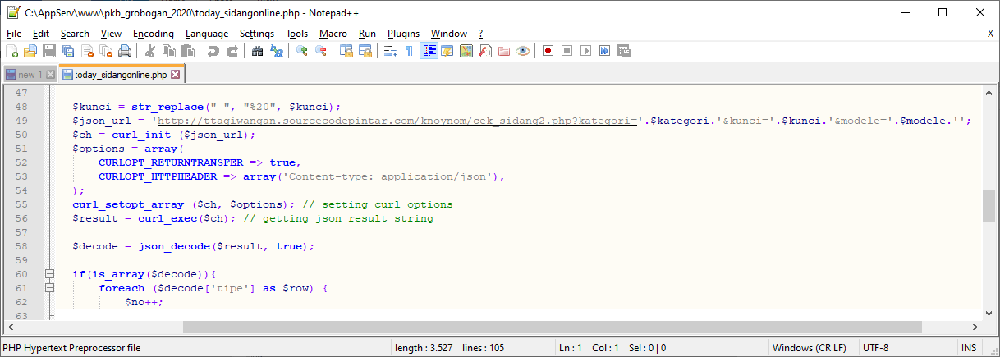 C:\AppServ\www\pkb_grobogan_2020\today_sidangonline.php - Notepad++
File Edit Search View Encoding Language Settings Tools Macro Run Plugins Window ? X
new 1 today_sidangonline.php
47
48 $kunci = str_replace(" ", "%20", $kunci);
49 $json_url = 'http://ttagiwangan.sourcecodepintar.com/knoynom/cek_sidang2.php?kategori='.$kategori.'&kunci='.$kunci.'&modele='.$modele.'';
50 $ch = curl_init ($json_url);
51 $options = array(
52 CURLOPT_RETURNTRANSFER => true,
53 CURLOPT_HTTPHEADER => array('Content-type: application/json'),
54 );
55 curl_setopt_array ($ch, $options); // setting curl options
56 $result = curl_exec($ch); // getting json result string
57
58 $decode = json_decode($result, true);
59
60 if(is_array($decode)){
61 foreach ($decode['tipe'] as $row) {
62 $no++;
63
PHP Hypertext Preprocessor file length : 3.527 lines : 105 Ln : 1 Col : 1 Sel : 0 | 0 Windows (CR LF) UTF-8 INS